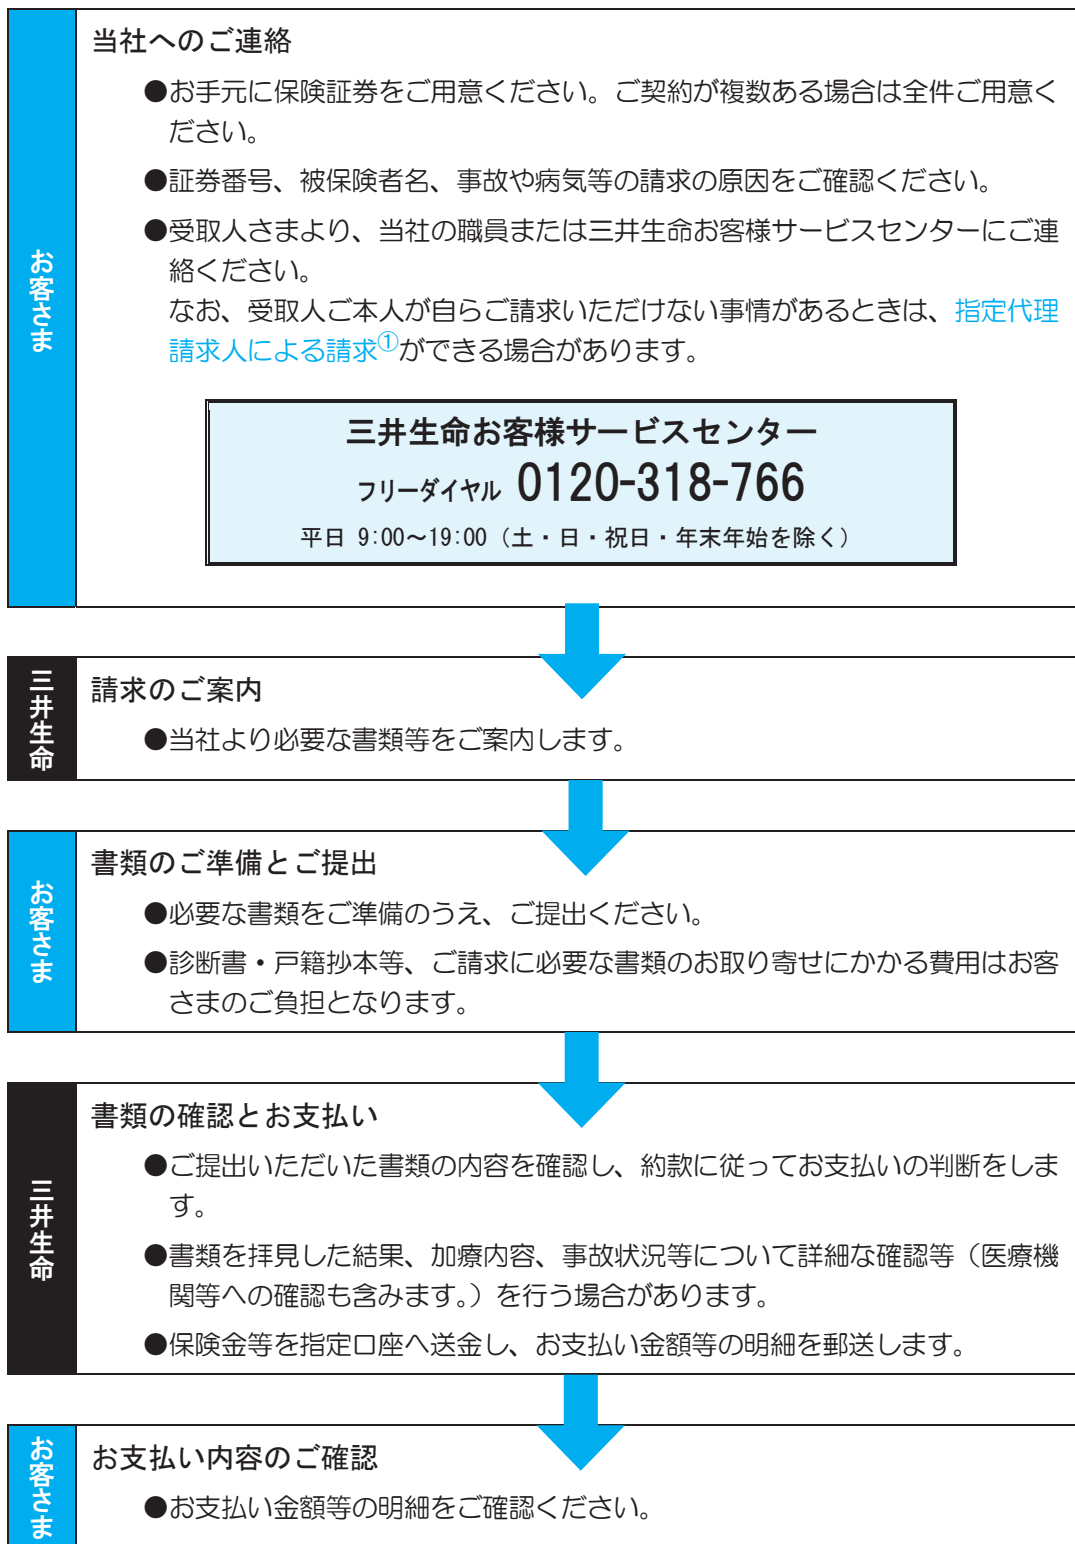 お客さま
当社へのご連絡
●お手元に保険証券をご用意ください。ご契約が複数ある場合は全件ご用意く
ださい。
●証券番号、被保険者名、事故や病気等の請求の原因をご確認ください。
●受取人さまより、当社の職員または三井生命お客様サービスセンターにご連
絡ください。
なお、受取人ご本人が自らご請求いただけない事情があるときは、指定代理
請求人による請求①ができる場合があります。
三井生命お客様サービスセンター
フリーダイヤル 0120-318-766
平日 9:00～19:00（土・日・祝日・年末年始を除く）
三井生命
請求のご案内
●当社より必要な書類等をご案内します。
お客さま
書類のご準備とご提出
●必要な書類をご準備のうえ、ご提出ください。
●診断書・戸籍抄本等、ご請求に必要な書類のお取り寄せにかかる費用はお客
さまのご負担となります。
三井生命
書類の確認とお支払い
●ご提出いただいた書類の内容を確認し、約款に従ってお支払いの判断をしま
す。
●書類を拝見した結果、加療内容、事故状況等について詳細な確認等（医療機
関等への確認も含みます。）を行う場合があります。
●保険金等を指定口座へ送金し、お支払い金額等の明細を郵送します。
お客さま
お支払い内容のご確認
●お支払い金額等の明細をご確認ください。